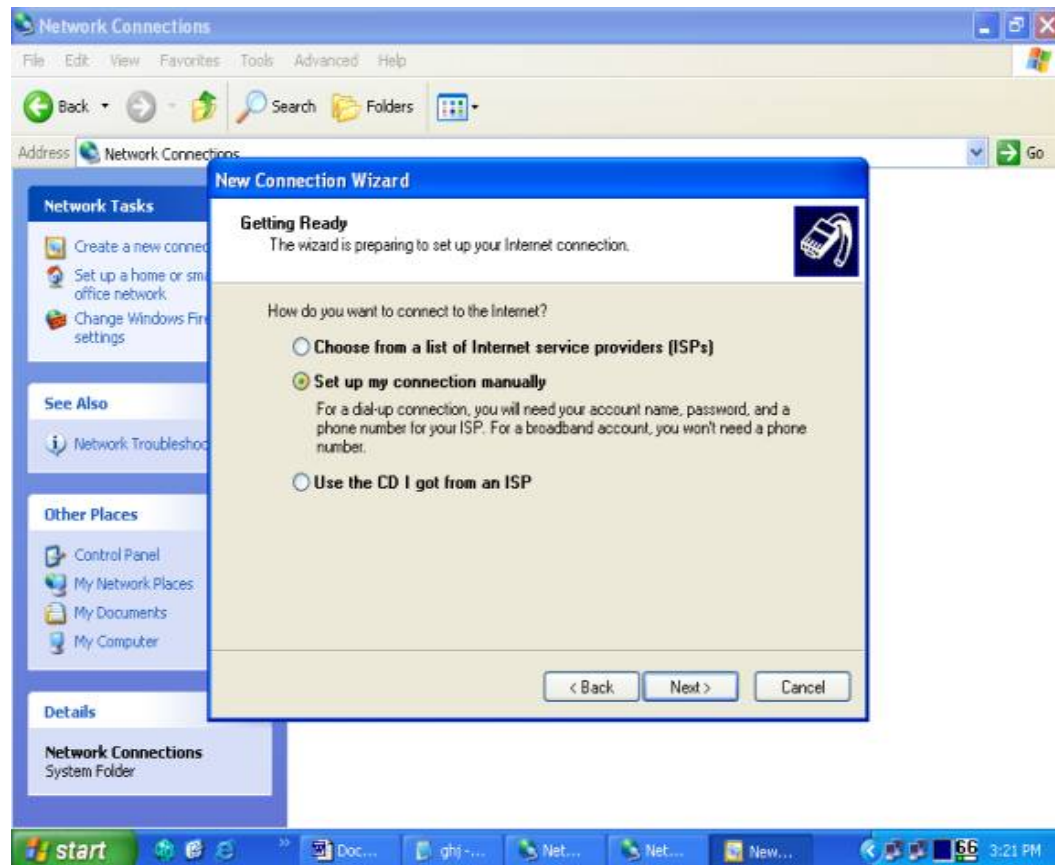 Network Connections
File Edit View Favorites Tools Advanced Help
Back Search Folders
Address Network Connections Go
Network Tasks
Create a new connec
Set up a home or sma
office network
Change Windows Fire
settings
See Also
Network Troubleshoo
Other Places
Control Panel
My Network Places
My Documents
My Computer
Details
Network Connections
System Folder
New Connection Wizard
Getting Ready
The wizard is preparing to set up your Internet connection.
How do you want to connect to the Internet?
Choose from a list of Internet service providers (ISPs)
Set up my connection manually
For a dial-up connection, you will need your account name, password, and a
phone number for your ISP. For a broadband account, you won't need a phone
number.
Use the CD I got from an ISP
< Back Next > Cancel
start Doc... ghj -... Net... Net... New... 66 3:21 PM